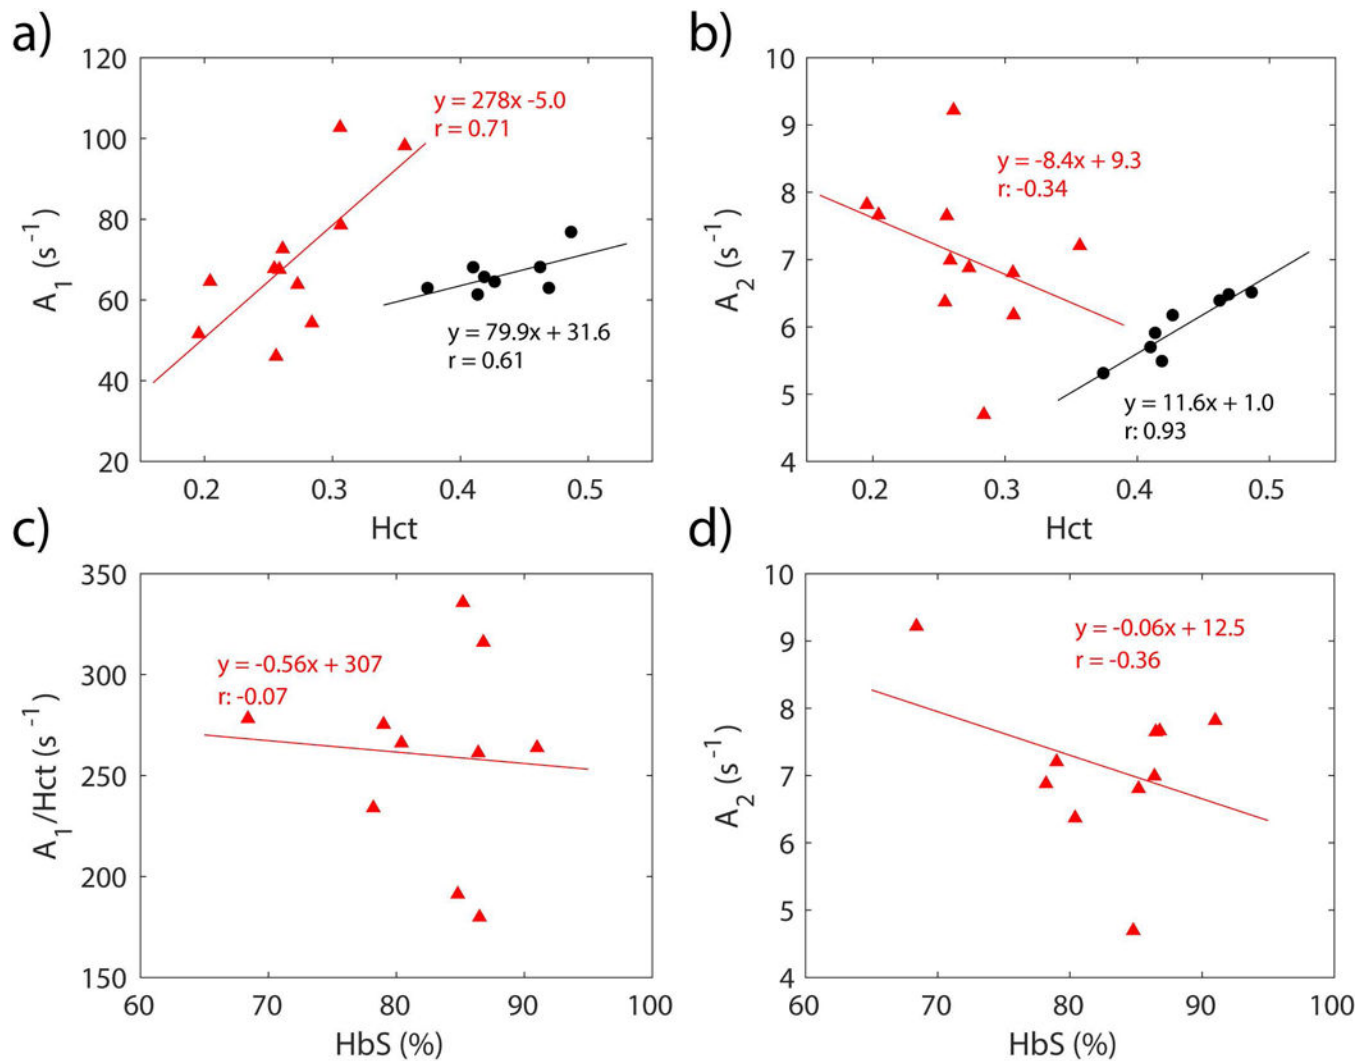 a)
120
100
80
60
40
20
A1 (s-1)
y = 278x -5.0
r = 0.71
y = 79.9x + 31.6
r = 0.61
0.2 0.3 0.4 0.5
Hct
b)
10
9
8
7
6
5
4
A2 (s-1)
y = -8.4x + 9.3
r: -0.34
y = 11.6x + 1.0
r: 0.93
0.2 0.3 0.4 0.5
Hct
c)
350
300
250
200
150
A1/Hct (s-1)
y = -0.56x + 307
r: -0.07
60 70 80 90 100
HbS (%)
d)
10
9
8
7
6
5
4
A2 (s-1)
y = -0.06x + 12.5
r = -0.36
60 70 80 90 100
HbS (%)